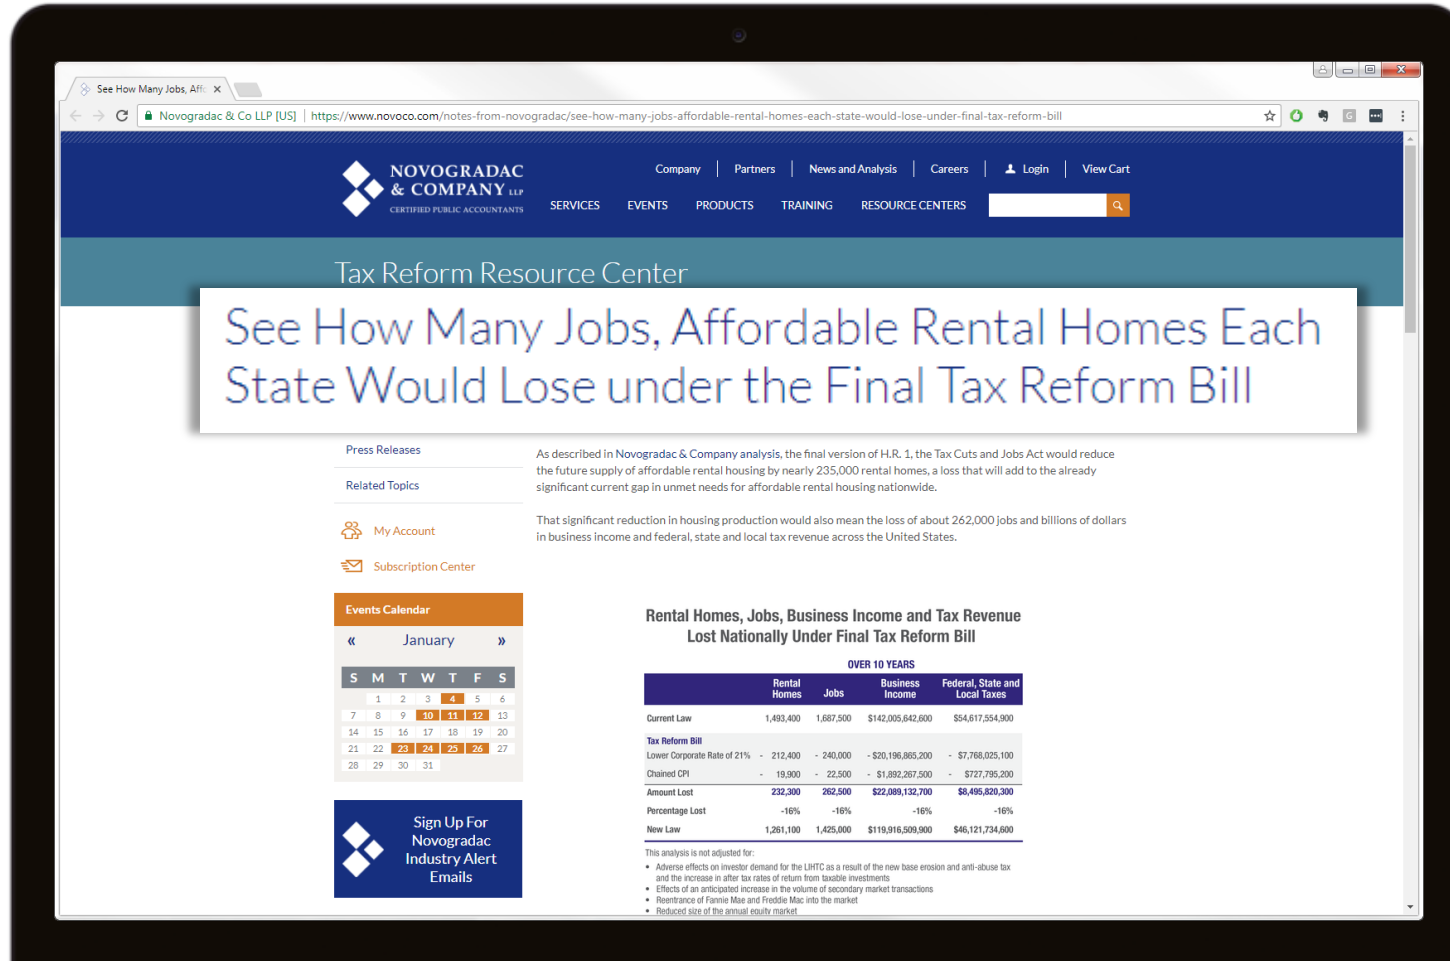 See How Many Jobs, Affo
Novogradac & Co LLP [US] https://www.novoco.com/notes-from-novogradac/see-how-many-jobs-affordable-rental-homes-each-state-would-lose-under-final-tax-reform-bill
NOVOGRADAC
& COMPANY LLP
CERTIFIED PUBLIC ACCOUNTANTS
Company Partners News and Analysis Careers Login View Cart
SERVICES EVENTS PRODUCTS TRAINING RESOURCE CENTERS
Tax Reform Resource Center
See How Many Jobs, Affordable Rental Homes Each
State Would Lose under the Final Tax Reform Bill
Press Releases
Related Topics
My Account
Subscription Center
As described in Novogradac & Company analysis, the final version of H.R. 1, the Tax Cuts and Jobs Act would reduce
the future supply of affordable rental housing by nearly 235,000 rental homes, a loss that will add to the already
significant current gap in unmet needs for affordable rental housing nationwide.
That significant reduction in housing production would also mean the loss of about 262,000 jobs and billions of dollars
in business income and federal, state and local tax revenue across the United States.
Events Calendar
« January »
S M T W T F S
1 2 3 4 5 6
7 8 9 10 11 12 13
14 15 16 17 18 19 20
21 22 23 24 25 26 27
28 29 30 31
Sign Up For
Novogradac
Industry Alert
Emails
Rental Homes, Jobs, Business Income and Tax Revenue
Lost Nationally Under Final Tax Reform Bill
OVER 10 YEARS
Rental Homes Jobs Business Income Federal, State and Local Taxes
Current Law 1,493,400 1,687,500 $142,005,642,600 $54,617,554,900
Tax Reform Bill
Lower Corporate Rate of 21% - 212,400 - 240,000 - $20,196,865,200 - $7,768,025,100
Chained CPI - 19,900 - 22,500 - $1,892,267,500 - $727,795,200
Amount Lost 232,300 262,500 $22,089,132,700 $8,495,820,300
Percentage Lost -16% -16% -16% -16%
New Law 1,261,100 1,425,000 $119,916,509,900 $46,121,734,600
This analysis is not adjusted for:
• Adverse effects on investor demand for the LIHTC as a result of the new base erosion and anti-abuse tax
and the increase in after tax rates of return from taxable investments
• Effects of an anticipated increase in the volume of secondary market transactions
• Reentrance of Fannie Mae and Freddie Mac into the market
• Reduced size of the annual equity market